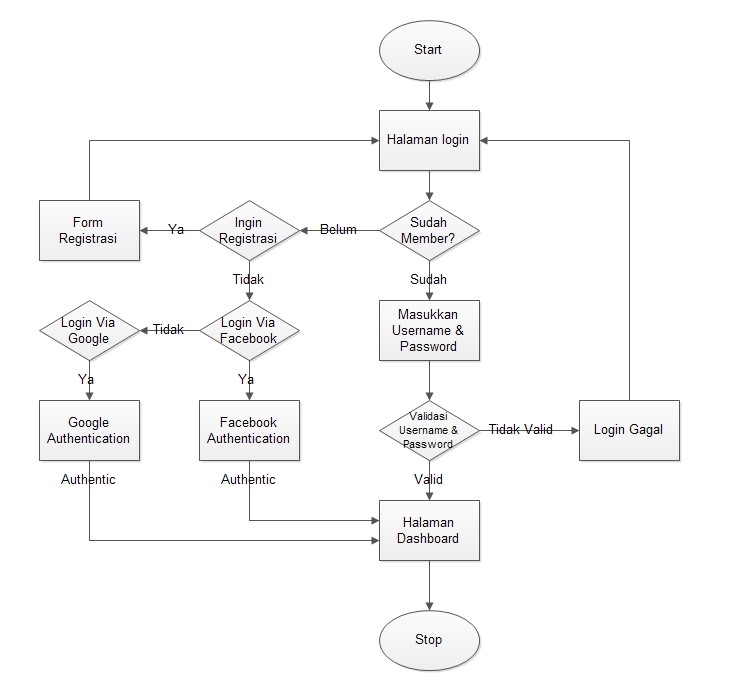 Start
Halaman login
Form
Registrasi
Ya
Ingin
Registrasi
Belum
Sudah
Member?
Tidak
Sudah
Login Via
Google
Tidak
Login Via
Facebook
Masukkan
Username &
Password
Ya
Ya
Google
Authentication
Facebook
Authentication
Validasi
Username &
Password
Tidak Valid
Login Gagal
Authentic
Authentic
Valid
Halaman
Dashboard
Stop